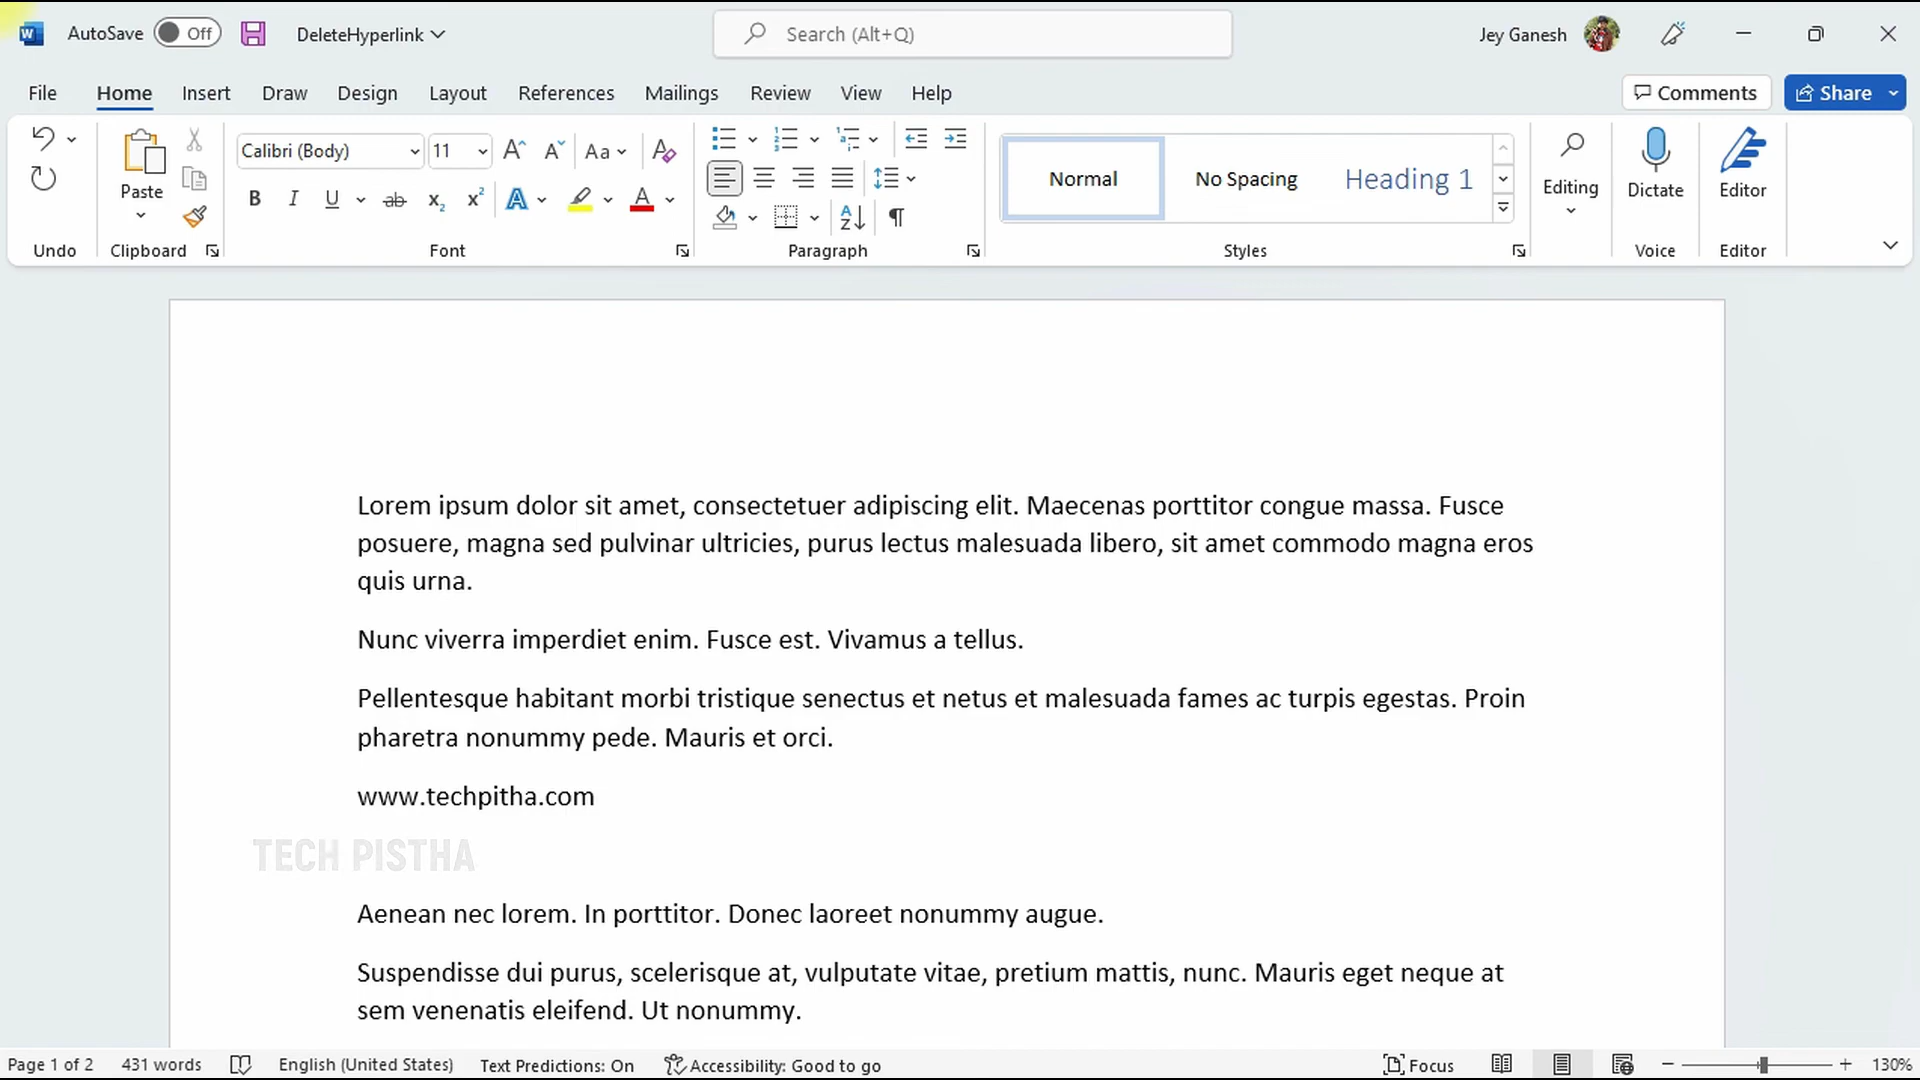 AutoSave Off DeleteHyperlink Search (Alt+Q) Jey Ganesh
File Home Insert Draw Design Layout References Mailings Review View Help Comments Share
Paste Calibri (Body) 11 Aa Normal No Spacing Heading 1 Editing Dictate Editor
B I U ab x₂ x² A A
Undo Clipboard Font Paragraph Styles Voice Editor
Lorem ipsum dolor sit amet, consectetuer adipiscing elit. Maecenas porttitor congue massa. Fusce
posuere, magna sed pulvinar ultricies, purus lectus malesuada libero, sit amet commodo magna eros
quis urna.
Nunc viverra imperdiet enim. Fusce est. Vivamus a tellus.
Pellentesque habitant morbi tristique senectus et netus et malesuada fames ac turpis egestas. Proin
pharetra nonummy pede. Mauris et orci.
www.techpitha.com
TECH PISTHA
Aenean nec lorem. In porttitor. Donec laoreet nonummy augue.
Suspendisse dui purus, scelerisque at, vulputate vitae, pretium mattis, nunc. Mauris eget neque at
sem venenatis eleifend. Ut nonummy.
Page 1 of 2 431 words English (United States) Text Predictions: On Accessibility: Good to go Focus 130%